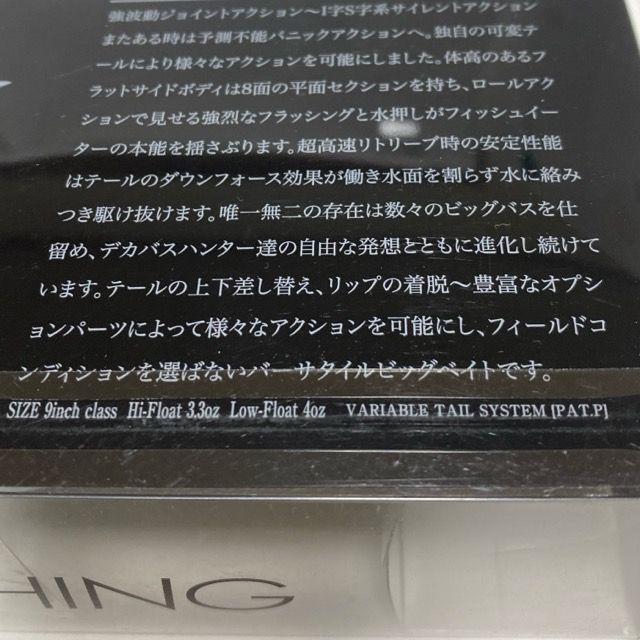 強波動ジョイントアクション〜I字S字系サイレントアクション
またある時は予測不能パニックアクションへ。独自の可変テ
ールにより様々なアクションを可能にしました。体高のあるフ
ラットサイドボディは8面の平面セクションを持ち、ロールアク
ションで見せる強烈なフラッシングと水押しがフィッシュイー
ターの本能を揺さぶります。超高速リトリーブ時の安定性能
はテールのダウンフォース効果が働き水面を割らず水に絡み
つき駆け抜けます。唯一無二の存在は数々のビッグバスを仕
留め、デカバスハンター達の自由な発想とともに進化し続けて
います。テールの上下差し替え、リップの着脱〜豊富なオプシ
ョンパーツによって様々なアクションを可能にし、フィールドコ
ンディションを選ばないバーサタイルビッグベイトです。
SIZE 9inch class Hi-Float 3.3oz Low-Float 4oz VARIABLE TAIL SYSTEM [PAT.P]
HING